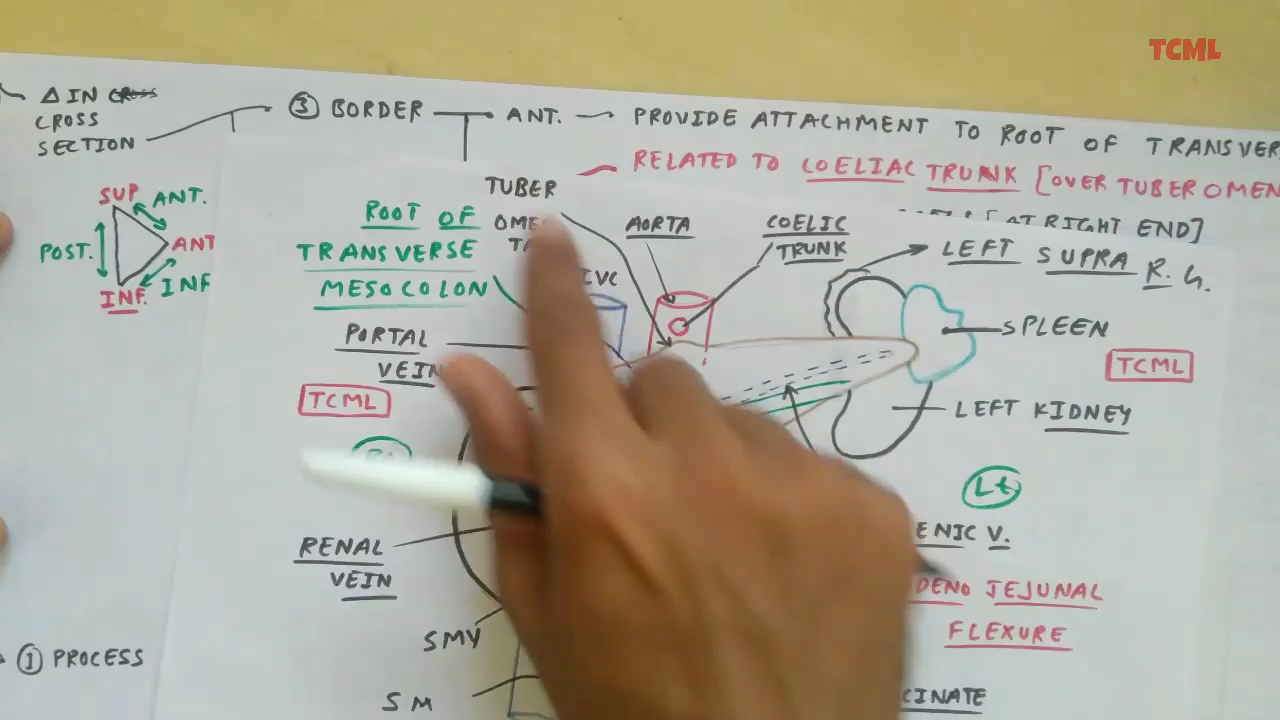 TCML
Δ IN
CROSS
SECTION
③ BORDER
ANT.
PROVIDE ATTACHMENT TO ROOT OF TRANSVER
RELATED TO COELIAC TRUNK [OVER TUBER OMEN
[AT RIGHT END]
SUP
ANT.
POST.
ANT
INF
INF.
TUBER
OME
TA
ROOT OF
TRANSVERSE
MESOCOLON
IVC
AORTA
COELIC
TRUNK
LEFT SUPRA R. G.
SPLEEN
PORTAL
VEIN
TCML
TCML
LEFT KIDNEY
Lt
RENAL
VEIN
ENIC V.
DENO JEJUNAL
FLEXURE
SMV
SM
CINATE
① PROCESS